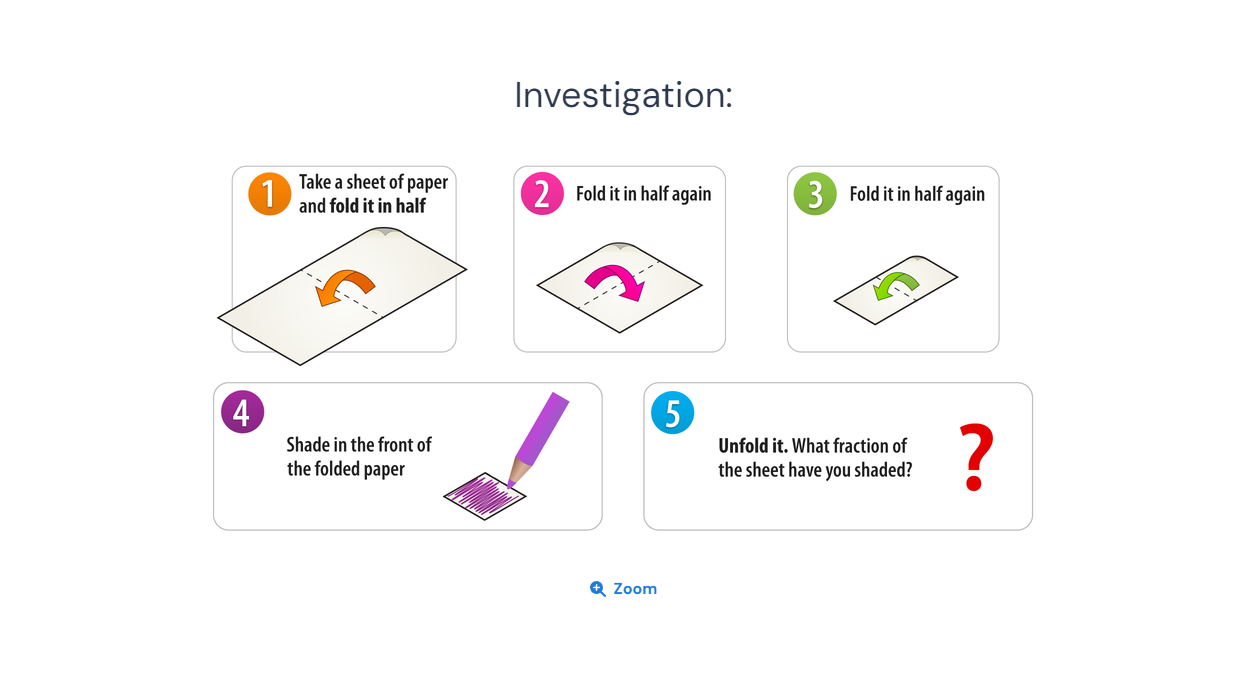 Investigation:
1
Take a sheet of paper
and fold it in half
2
Fold it in half again
3
Fold it in half again
4
Shade in the front of
the folded paper
5
Unfold it. What fraction of
the sheet have you shaded?
?
Zoom